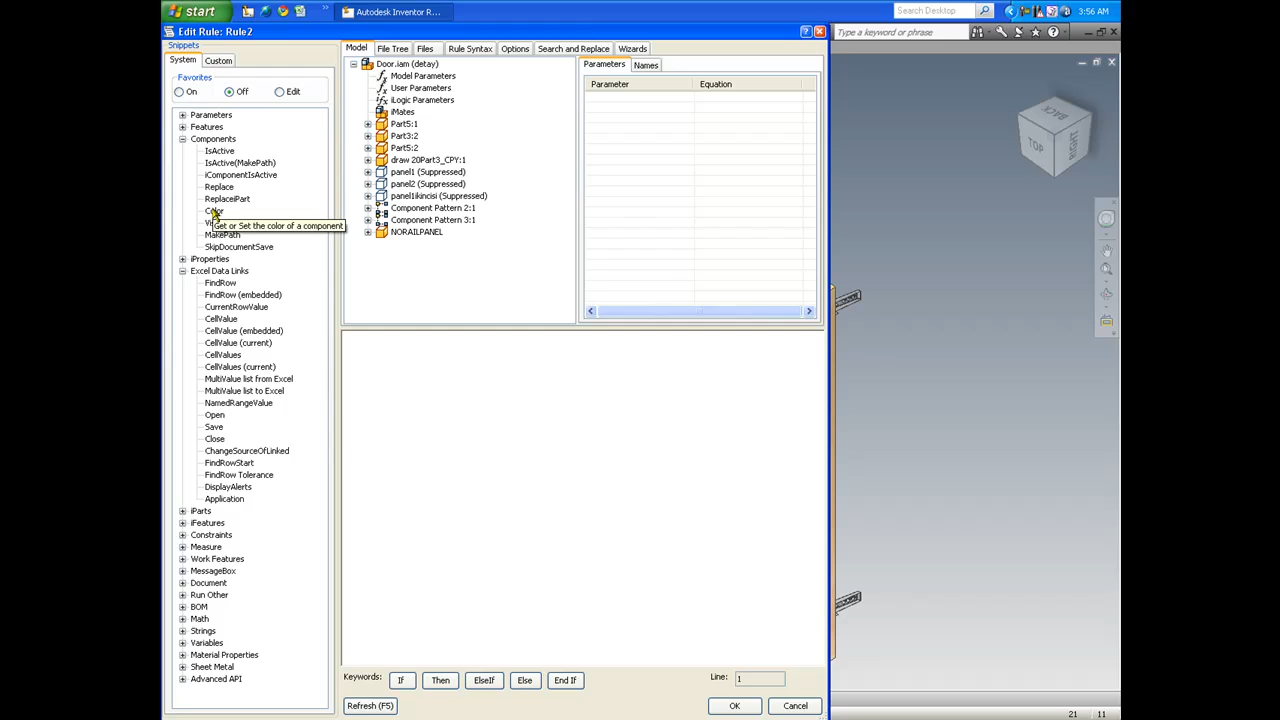 start
Autodesk Inventor R...
Search Desktop
3:56 AM
Edit Rule: Rule2
Type a keyword or phrase
Snippets
System
Custom
Favorites
On
Off
Edit
Parameters
Features
Components
IsActive
IsActive(MakePath)
iComponentIsActive
Replace
ReplacePart
Color
Get or Set the color of a component
MakePath
SkipDocumentSave
iProperties
Excel Data Links
FindRow
FindRow (embedded)
CurrentRowValue
CellValue
CellValue (embedded)
CellValue (current)
CellValues
CellValues (current)
MultiValue list from Excel
MultiValue list to Excel
NamedRangeValue
Open
Save
Close
ChangeSourceOfLinked
FindRowStart
FindRow Tolerance
DisplayAlerts
Application
iParts
iFeatures
Constraints
Measure
Work Features
MessageBox
Document
Run Other
BOM
Math
Strings
Variables
Material Properties
Sheet Metal
Advanced API
Model
File Tree
Files
Rule Syntax
Options
Search and Replace
Wizards
Door.iam (detay)
Model Parameters
User Parameters
iLogic Parameters
iMates
Part5:1
Part3:2
Part5:2
draw 20Part3_CPY:1
panel1 (Suppressed)
panel2 (Suppressed)
panel1ikincisi (Suppressed)
Component Pattern 2:1
Component Pattern 3:1
NORAILPANEL
Parameters
Names
Parameter
Equation
BACK
TOP
RIGHT
Keywords:
If
Then
ElseIf
Else
End If
Line:
1
Refresh (F5)
OK
Cancel
21
11